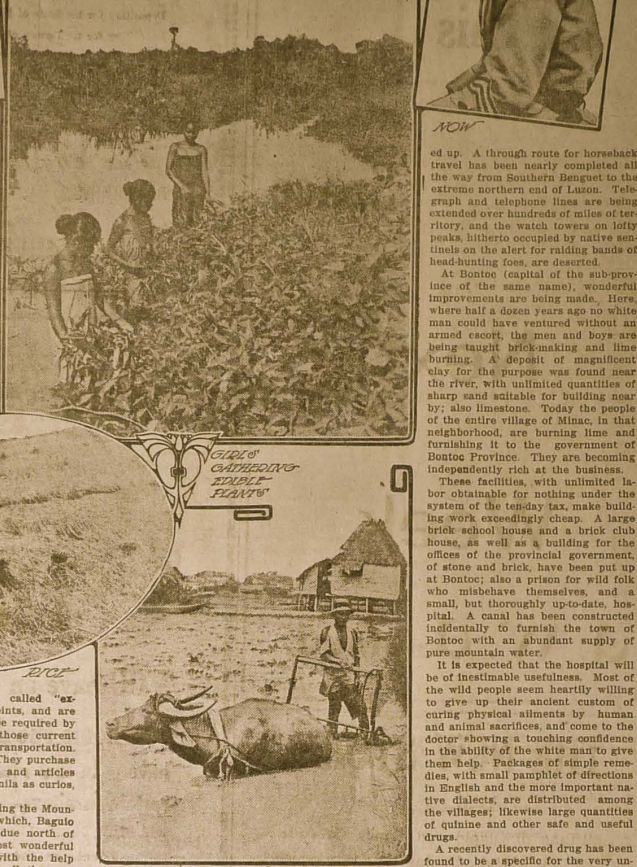 NOW
ed up. A through route for horseback
travel has been nearly completed all
the way from Southern Benguet to the
extreme northern end of Luzon. Tele-
graph and telephone lines are being
extended over hundreds of miles of ter-
ritory, and the watch towers on lofty
peaks, hitherto occupied by native sen-
tinels on the alert for raiding bands of
head-hunting foes, are deserted.
At Bontoc (capital of the sub-prov-
ince of the same name), wonderful
improvements are being made. Here,
where half a dozen years ago no white
man could have ventured without an
armed escort, the men and boys are
being taught brick-making and lime
burning. A deposit of magnificent
clay for the purpose was found near
the river, with unlimited quantities of
sharp sand suitable for building near
by; also limestone. Today the people
of the entire village of Minac, in that
neighborhood, are burning lime and
furnishing it to the government of
Bontoc Province. They are becoming
independently rich at the business.
These facilities, with unlimited la-
bor obtainable for nothing under the
system of the ten-day tax, make build-
ing work exceedingly cheap. A large
brick school house and a brick club
house, as well as a building for the
offices of the provincial government,
of stone and brick, have been put up
at Bontoc; also a prison for wild folk
who misbehave themselves, and a
small, but thoroughly up-to-date, hos-
pital. A canal has been constructed
incidentally to furnish the town of
Bontoc with an abundant supply of
pure mountain water.
It is expected that the hospital will
be of inestimable usefulness. Most of
the wild people seem heartily willing
to give up their ancient custom of
curing physical ailments by human
and animal sacrifices, and come to the
doctor showing a touching confidence
in the ability of the white man to give
them help. Packages of simple reme-
dies, with small pamphlet of directions
in English and the more important na-
tive dialects, are distributed among
the villages; likewise large quantities
of quinine and other safe and useful
drugs.
A recently discovered drug has been
found to be a specific for the very un-
GIRLS
GATHERING
EDIBLE
PLANTS
RICE
called "ex-
ints, and are
e required by
those current
ransportation.
They purchase
and articles
nila as curios,
ing the Moun-
which, Baguio
due north of
ost wonderful
with the help